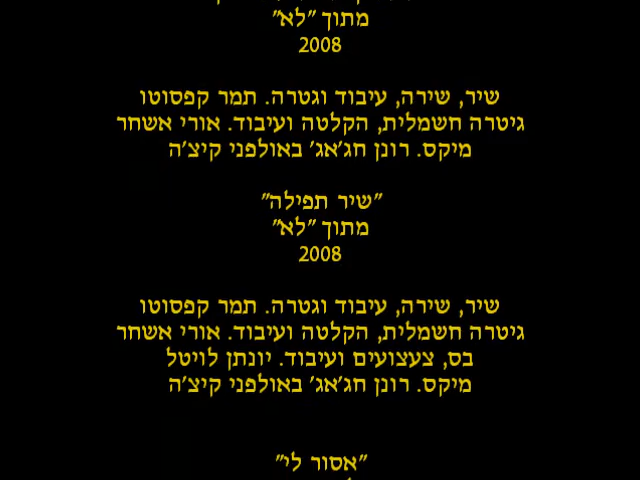 מתוך "לא"
2008
שיר, שירה, עיבוד וגטרה. תמר קפסוטו
גיטרה חשמלית, הקלטה ועיבוד. אורי אשחר
מיקס. רונן חג'אג' באולפני קיצ'ה
"שיר תפילה"
מתוך "לא"
2008
שיר, שירה, עיבוד וגטרה. תמר קפסוטו
גיטרה חשמלית, הקלטה ועיבוד. אורי אשחר
בס, צעצועים ועיבוד. יונתן לויטל
מיקס. רונן חג'אג' באולפני קיצ'ה
"אסור לי"